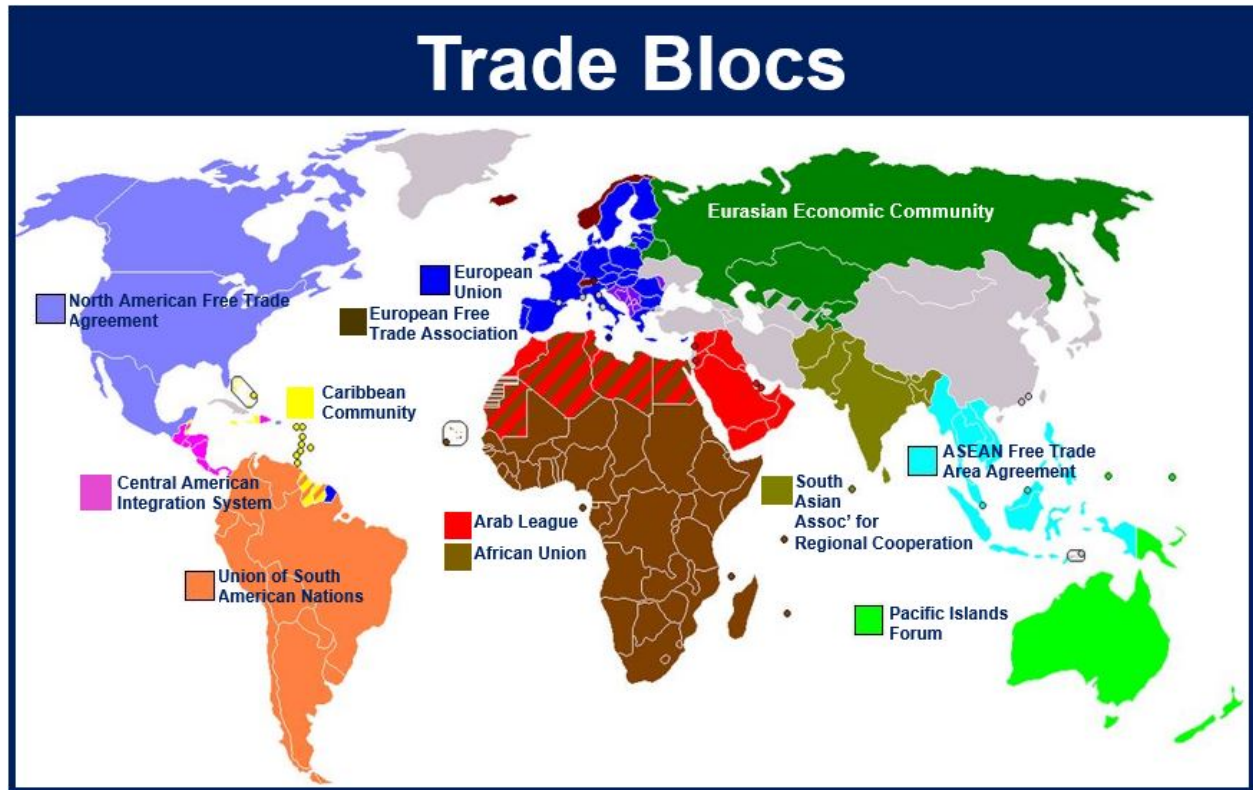 Trade Blocs
Eurasian Economic Community
European
Union
North American Free Trade
Agreement
European Free
Trade Association
Caribbean
Community
Central American
Integration System
ASEAN Free Trade
Area Agreement
South
Asian
Assoc’ for
Regional Cooperation
Arab League
African Union
Union of South
American Nations
Pacific Islands
Forum